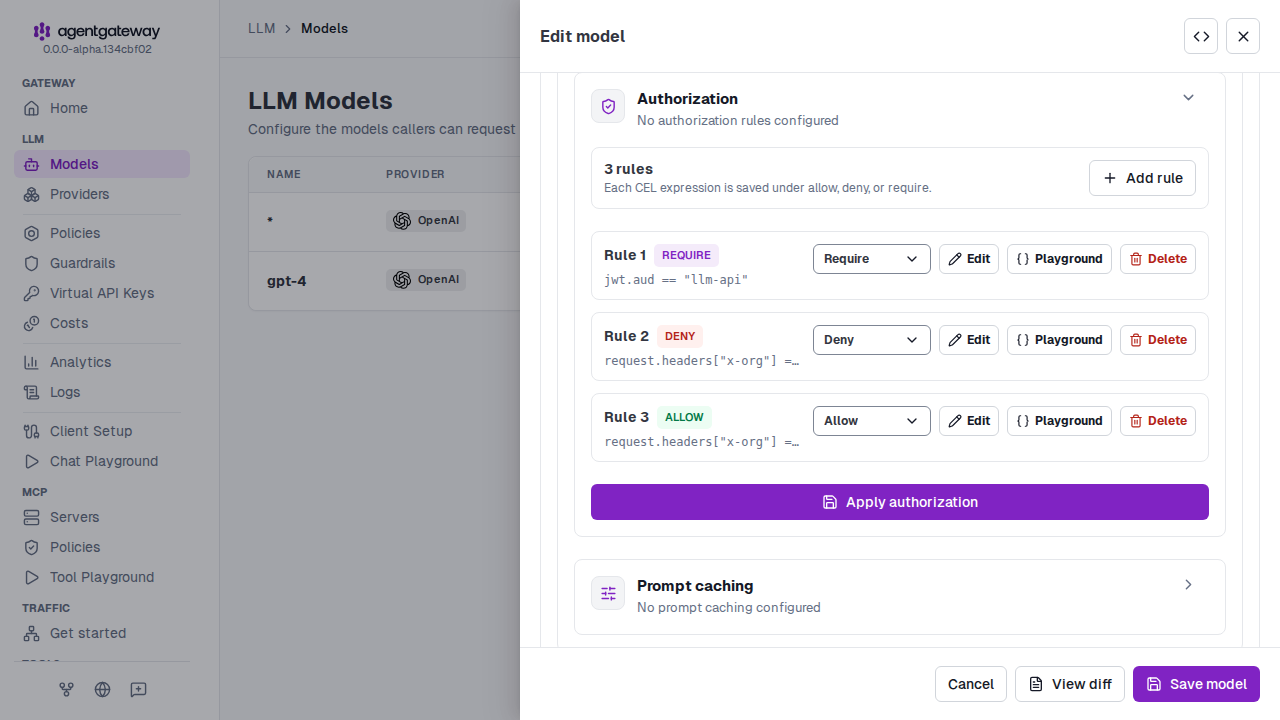 agentgateway
0.0.0-alpha.134cbf02
GATEWAY
Home
LLM
Models
Providers
Policies
Guardrails
Virtual API Keys
Costs
Analytics
Logs
Client Setup
Chat Playground
MCP
Servers
Policies
Tool Playground
TRAFFIC
Get started
LLM > Models
LLM Models
Configure the models callers can request
NAME PROVIDER
* OpenAI
gpt-4 OpenAI
Edit model
Authorization
No authorization rules configured
3 rules
Each CEL expression is saved under allow, deny, or require.
Add rule
Rule 1 REQUIRE Require Edit Playground Delete
jwt.aud == "llm-api"
Rule 2 DENY Deny Edit Playground Delete
request.headers["x-org"] =…
Rule 3 ALLOW Allow Edit Playground Delete
request.headers["x-org"] =…
Apply authorization
Prompt caching
No prompt caching configured
Cancel View diff Save model